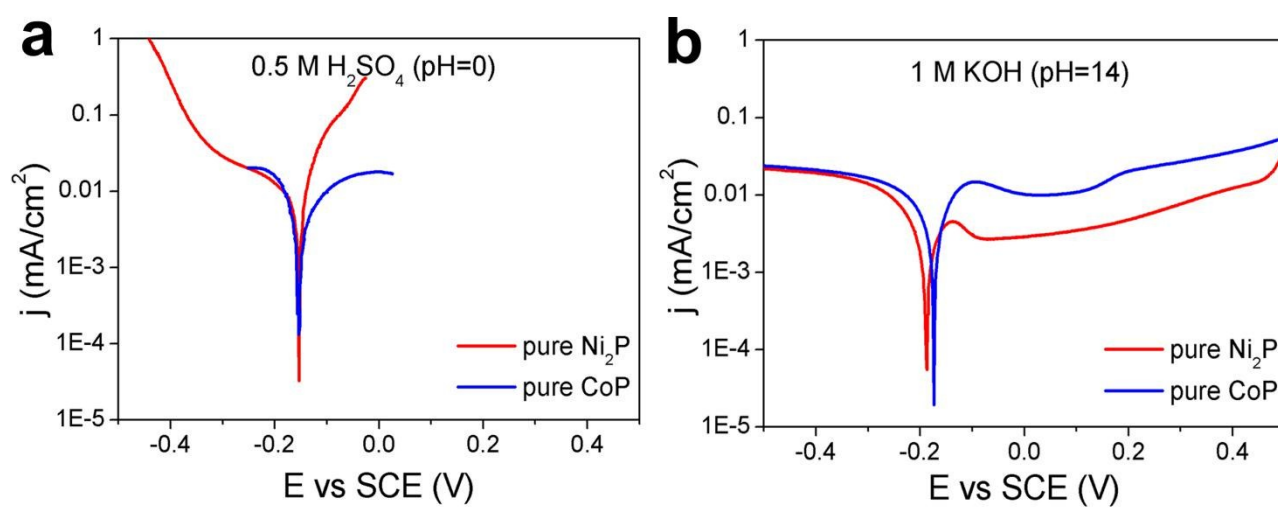 a
0.5 M H₂SO₄ (pH=0)
1
0.1
0.01
1E-3
1E-4
1E-5
j (mA/cm²)
pure Ni₂P
pure CoP
-0.4 -0.2 0.0 0.2 0.4
E vs SCE (V)
b
1 M KOH (pH=14)
1
0.1
0.01
1E-3
1E-4
1E-5
j (mA/cm²)
pure Ni₂P
pure CoP
-0.4 -0.2 0.0 0.2 0.4
E vs SCE (V)